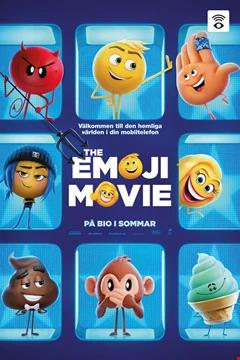 Välkommen till den hemliga
världen i din mobiltelefon
THE
EMOJI
MOVIE
PÅ BIO I SOMMAR